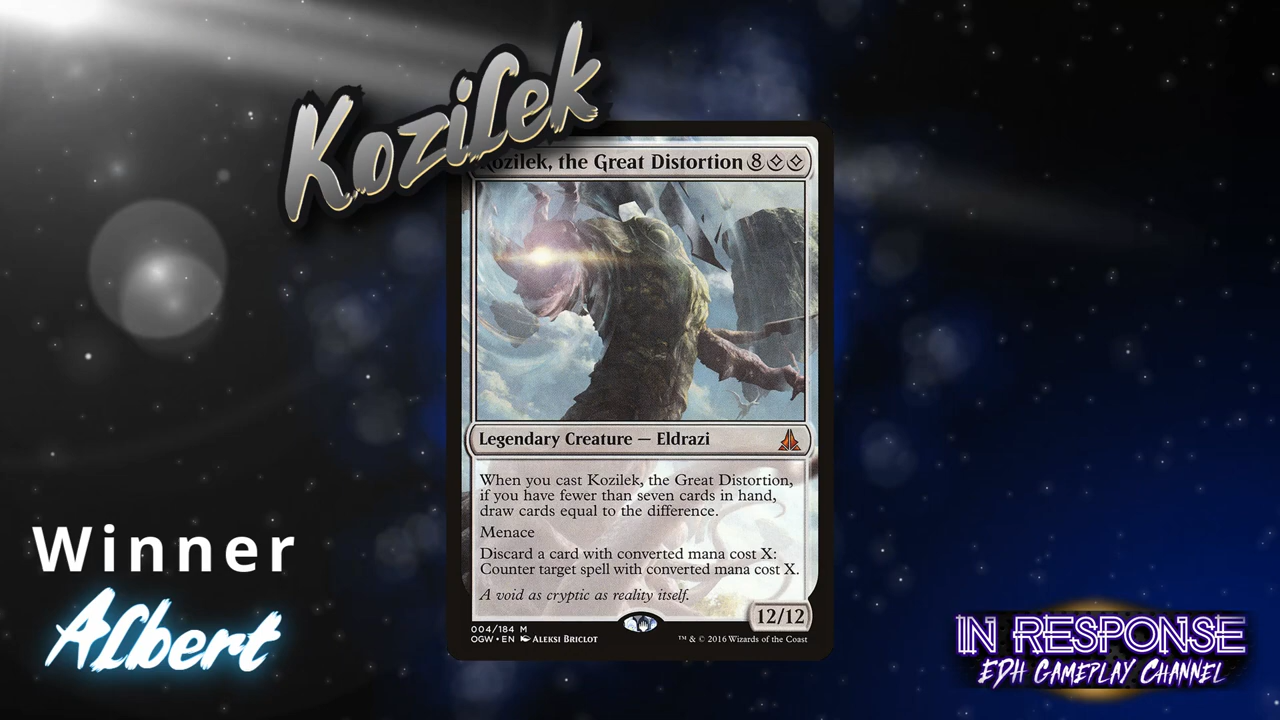 Kozilek
Kozilek, the Great Distortion 8
Legendary Creature — Eldrazi
When you cast Kozilek, the Great Distortion,
if you have fewer than seven cards in hand,
draw cards equal to the difference.
Menace
Discard a card with converted mana cost X:
Counter target spell with converted mana cost X.
A void as cryptic as reality itself.
12/12
004/184 M
OGW • EN ALEKSI BRICLOT
™ & © 2016 Wizards of the Coast
Winner
Albert
IN RESPONSE
EDH GAMEPLAY CHANNEL